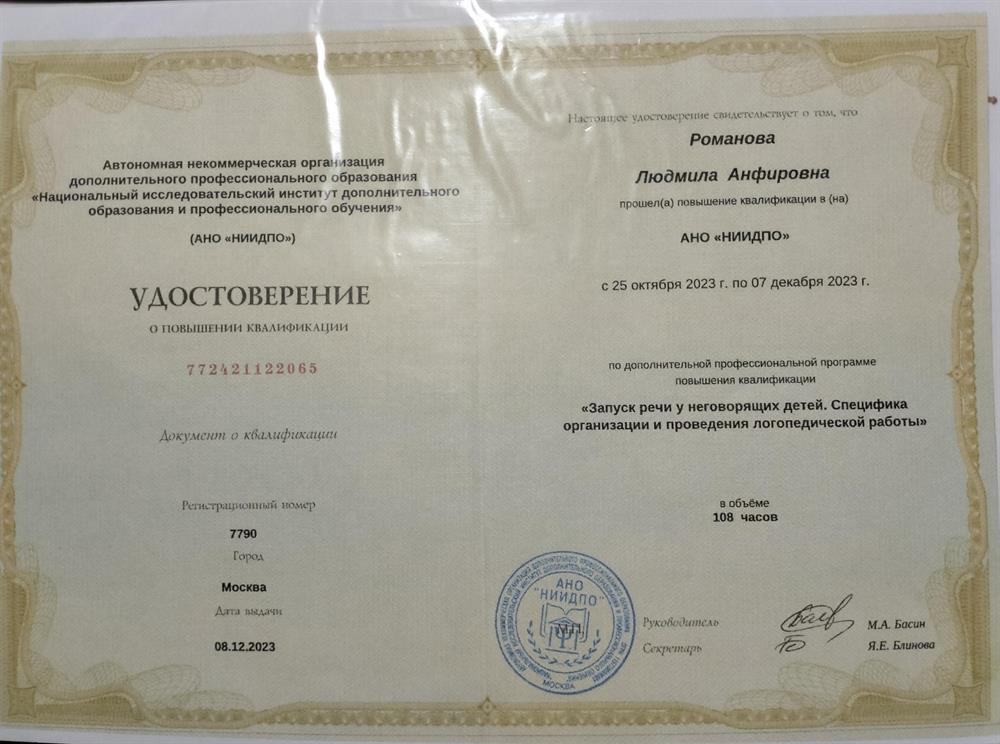 Автономная некоммерческая организация
дополнительного профессионального образования
«Национальный исследовательский институт дополнительного
образования и профессионального обучения»
(АНО «НИИДПО»)
УДОСТОВЕРЕНИЕ
О ПОВЫШЕНИИ КВАЛИФИКАЦИИ
772421122065
Документ о квалификации
Регистрационный номер
7790
Город
Москва
Дата выдачи
08.12.2023
Настоящее удостоверение свидетельствует о том, что
Романова
Людмила Анфировна
прошел(а) повышение квалификации в (на)
АНО «НИИДПО»
с 25 октября 2023 г. по 07 декабря 2023 г.
по дополнительной профессиональной программе
повышения квалификации
«Запуск речи у неговорящих детей. Специфика
организации и проведения логопедической работы»
в объёме
108 часов
АНО
"НИИДПО"
М.П.
МОСКВА
Руководитель
М.А. Басин
Секретарь
Я.Е. Блинова